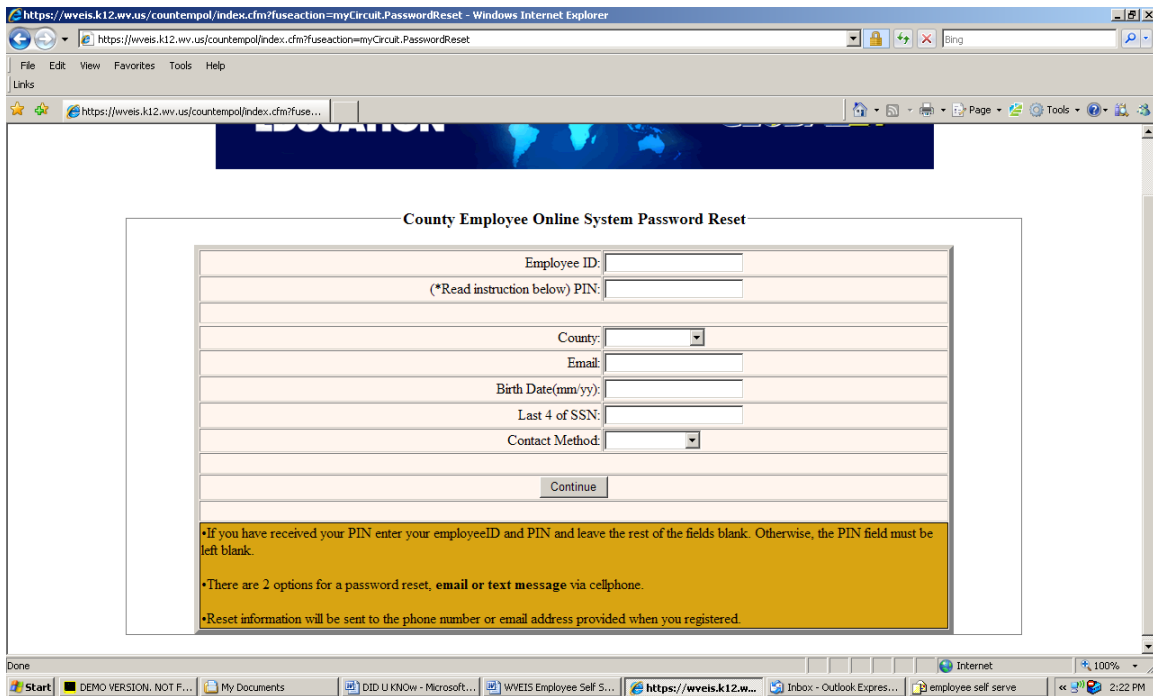 https://wveis.k12.wv.us/countempol/index.cfm?fuseaction=myCircuit.PasswordReset - Windows Internet Explorer
https://wveis.k12.wv.us/countempol/index.cfm?fuseaction=myCircuit.PasswordReset
Bing
File Edit View Favorites Tools Help
Links
https://wveis.k12.wv.us/countempol/index.cfm?fuse...
Page Tools
EDUCATION
County Employee Online System Password Reset
Employee ID:
(*Read instruction below) PIN:
County:
Email:
Birth Date(mm/yy):
Last 4 of SSN:
Contact Method:
Continue
•If you have received your PIN enter your employeeID and PIN and leave the rest of the fields blank. Otherwise, the PIN field must be
left blank.
•There are 2 options for a password reset, email or text message via cellphone.
•Reset information will be sent to the phone number or email address provided when you registered.
Done
Internet
100%
Start
DEMO VERSION. NOT F...
My Documents
DID U KNOw - Microsoft...
WVEIS Employee Self S...
https://wveis.k12.w...
Inbox - Outlook Expres...
employee self serve
2:22 PM